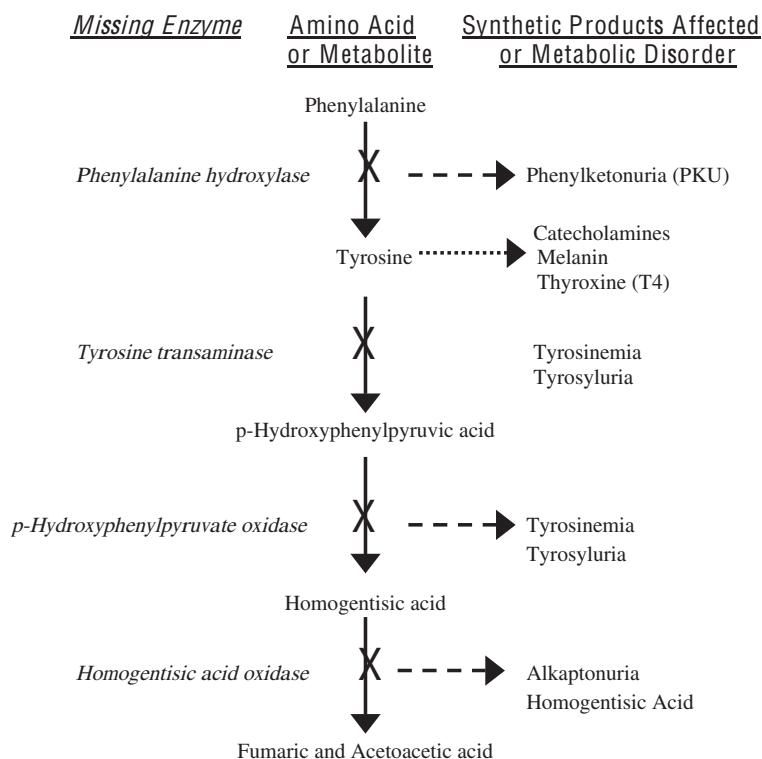 Missing Enzyme
Amino Acid
or Metabolite
Synthetic Products Affected
or Metabolic Disorder
Phenylalanine
X
Phenylalanine hydroxylase
Phenylketonuria (PKU)
Tyrosine
Catecholamines
Melanin
Thyroxine (T4)
X
Tyrosine transaminase
Tyrosinemia
Tyrosyluria
p-Hydroxyphenylpyruvic acid
X
p-Hydroxyphenylpyruvate oxidase
Tyrosinemia
Tyrosyluria
Homogentisic acid
X
Homogentisic acid oxidase
Alkaptonuria
Homogentisic Acid
Fumaric and Acetoacetic acid